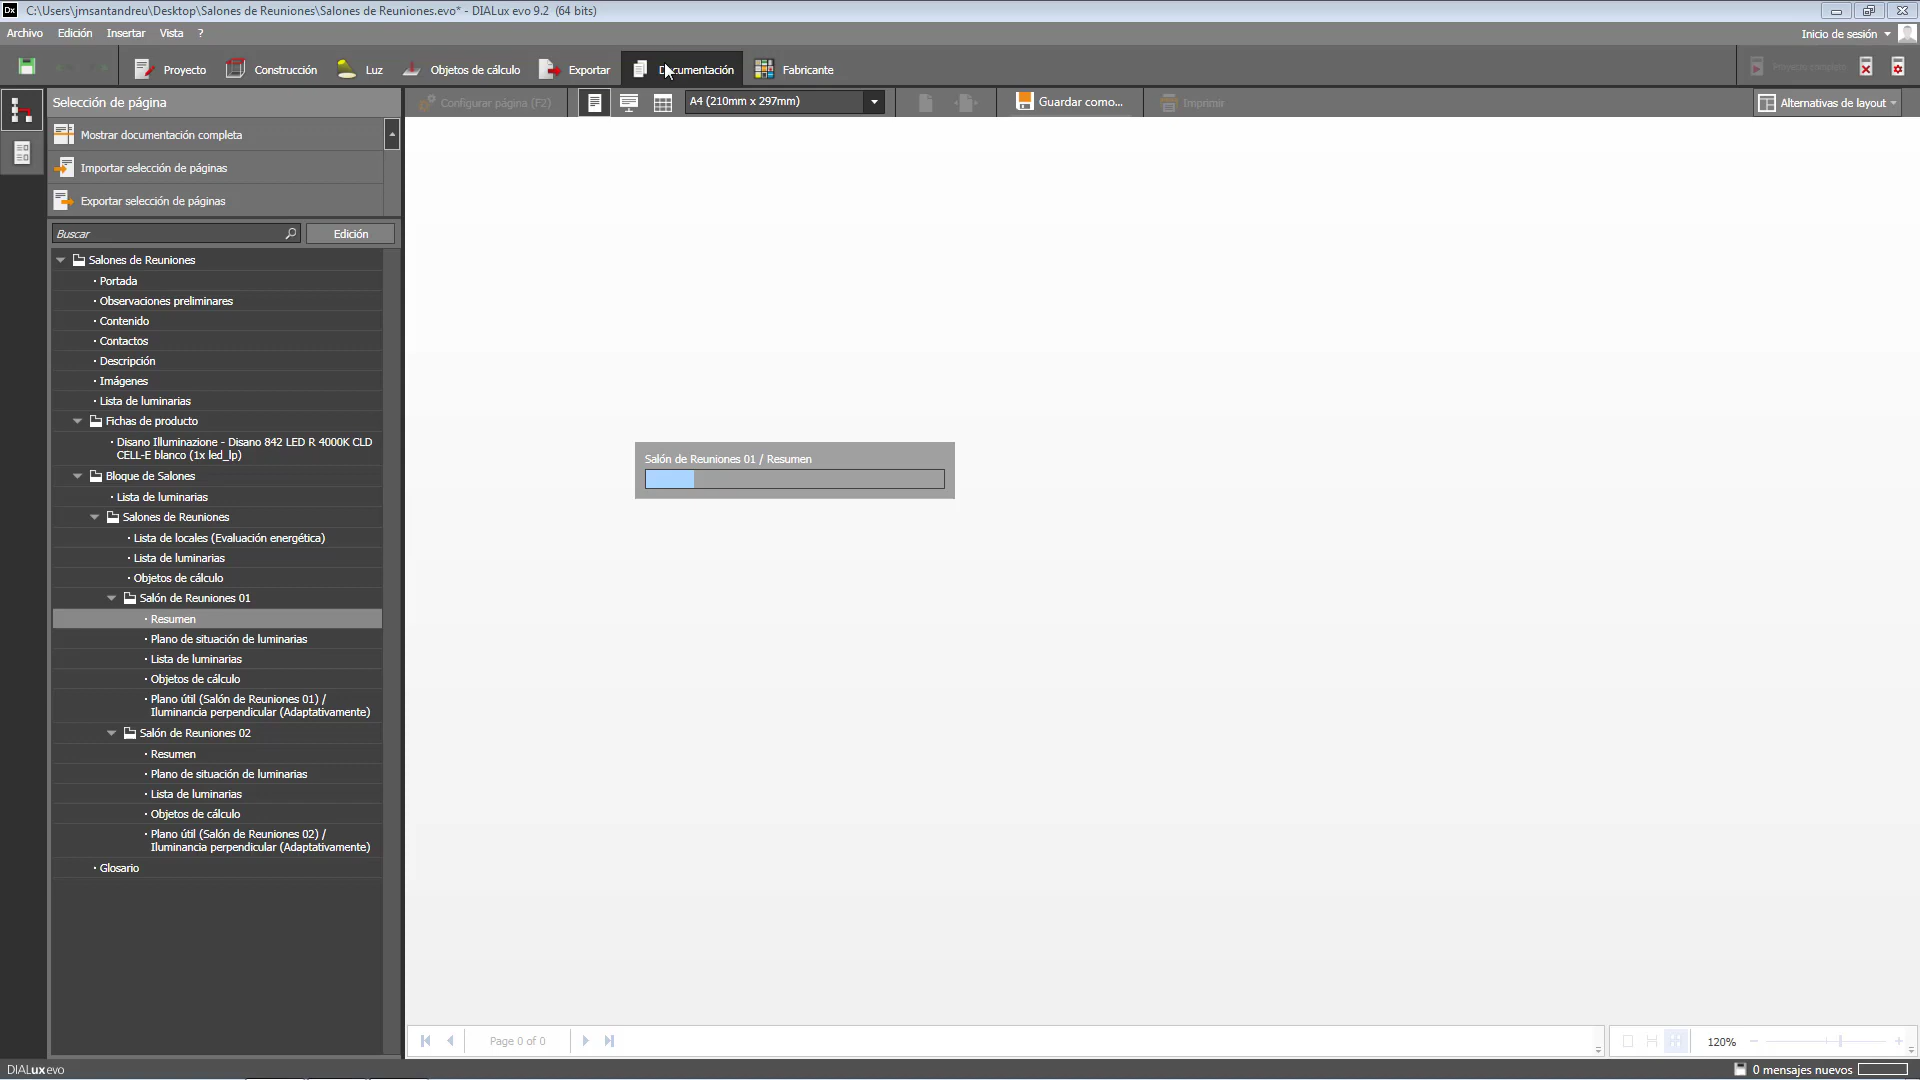 Dx C:\Users\jmsantandreu\Desktop\Salones de Reuniones\Salones de Reuniones.evo* - DIALux evo 9.2 (64 bits)
Archivo Edición Insertar Vista ? Inicio de sesión
Proyecto Construcción Luz Objetos de cálculo Exportar Documentación Fabricante Proyecto completo
Selección de página Configurar página (F2) A4 (210mm x 297mm) Guardar como... Imprimir Alternativas de layout
Mostrar documentación completa
Importar selección de páginas
Exportar selección de páginas
Buscar Edición
Salones de Reuniones
Portada
Observaciones preliminares
Contenido
Contactos
Descripción
Imágenes
Lista de luminarias
Fichas de producto
Disano Illuminazione - Disano 842 LED R 4000K CLD
CELL-E blanco (1x led_lp)
Salón de Reuniones 01 / Resumen
Bloque de Salones
Lista de luminarias
Salones de Reuniones
Lista de locales (Evaluación energética)
Lista de luminarias
Objetos de cálculo
Salón de Reuniones 01
Resumen
Plano de situación de luminarias
Lista de luminarias
Objetos de cálculo
Plano útil (Salón de Reuniones 01) /
Iluminancia perpendicular (Adaptativamente)
Salón de Reuniones 02
Resumen
Plano de situación de luminarias
Lista de luminarias
Objetos de cálculo
Plano útil (Salón de Reuniones 02) /
Iluminancia perpendicular (Adaptativamente)
Glosario
Page 0 of 0 120%
DIALux evo 0 mensajes nuevos